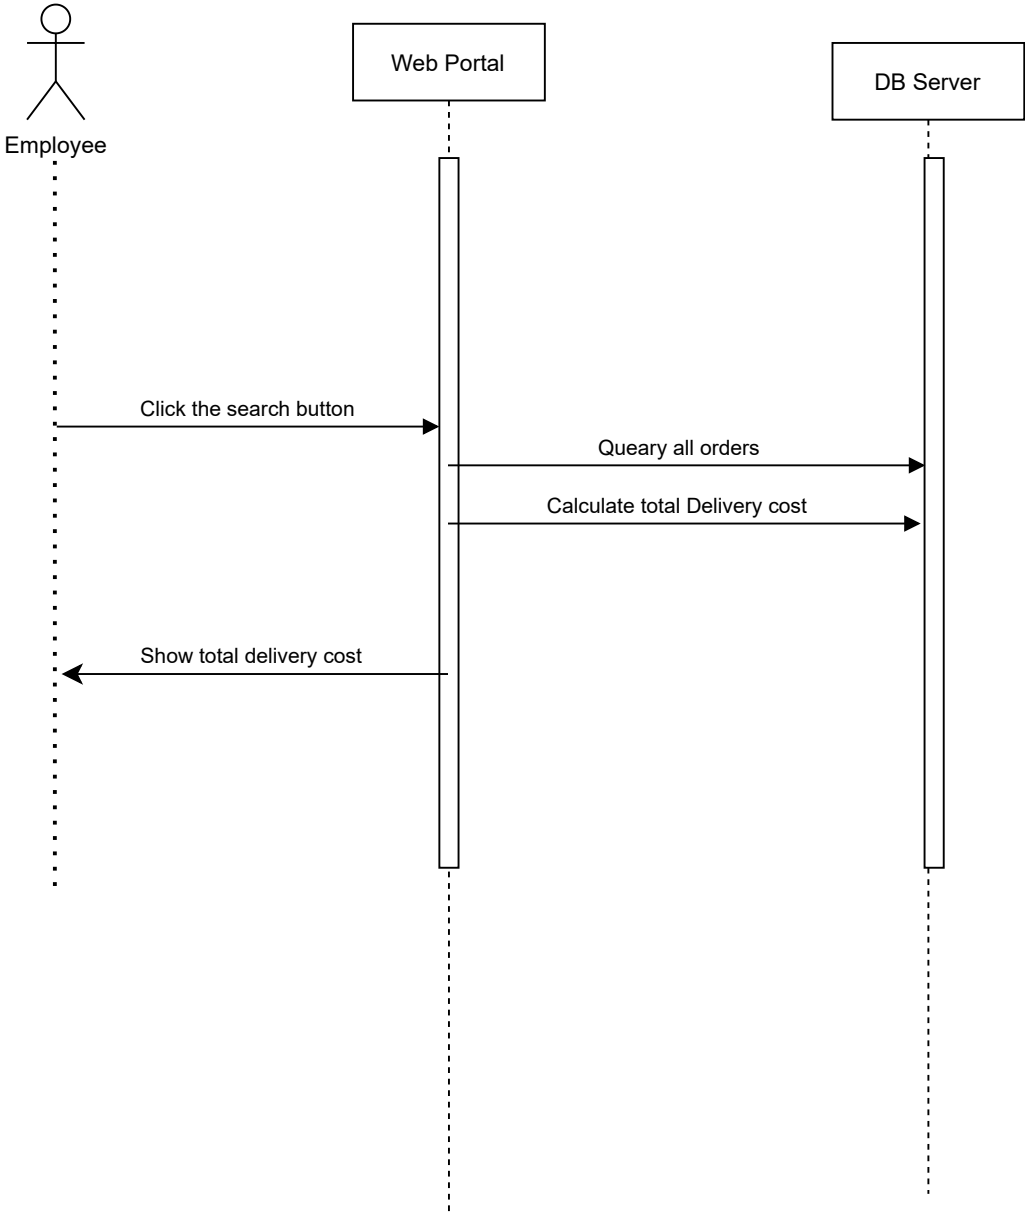 Web Portal
DB Server
Employee
Click the search button
Queary all orders
Calculate total Delivery cost
Show total delivery cost